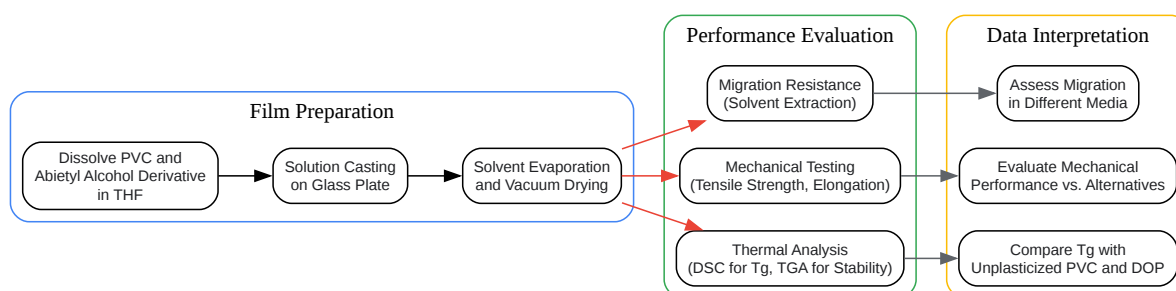 Film Preparation
Dissolve PVC and
Abietyl Alcohol Derivative
in THF
Solution Casting
on Glass Plate
Solvent Evaporation
and Vacuum Drying
Performance Evaluation
Migration Resistance
(Solvent Extraction)
Mechanical Testing
(Tensile Strength, Elongation)
Thermal Analysis
(DSC for Tg, TGA for Stability)
Data Interpretation
Assess Migration
in Different Media
Evaluate Mechanical
Performance vs. Alternatives
Compare Tg with
Unplasticized PVC and DOP